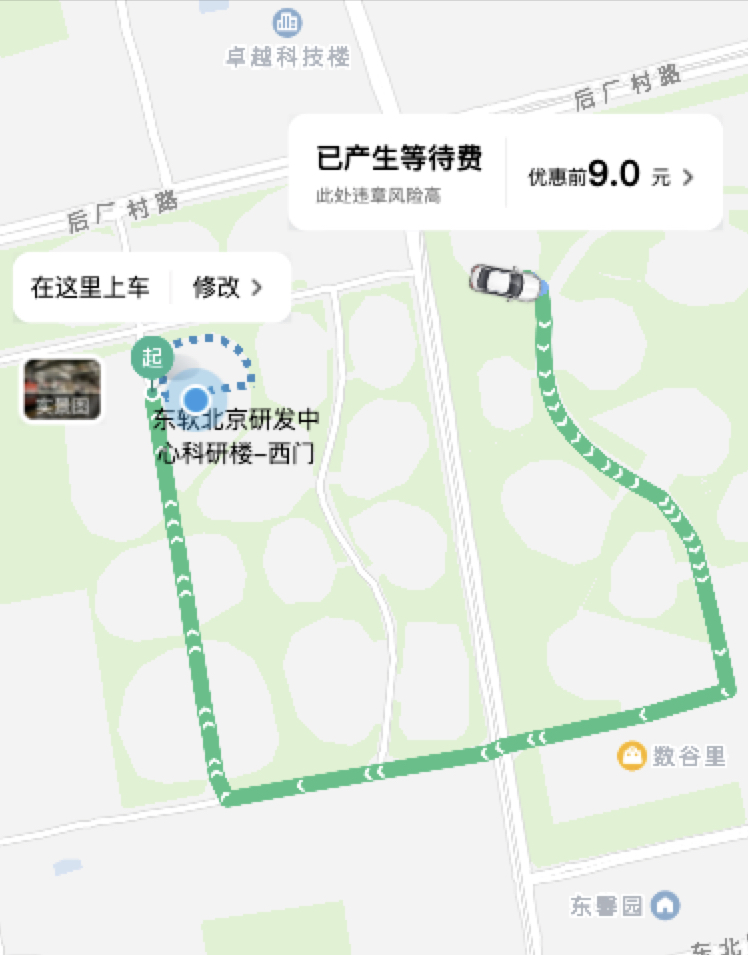 卓越科技楼
后厂村路
已产生等待费
此处违章风险高
优惠前9.0 元
后厂村路
在这里上车
修改
起
实景图
东软北京研发中
心科研楼-西门
数谷里
东馨园
东北